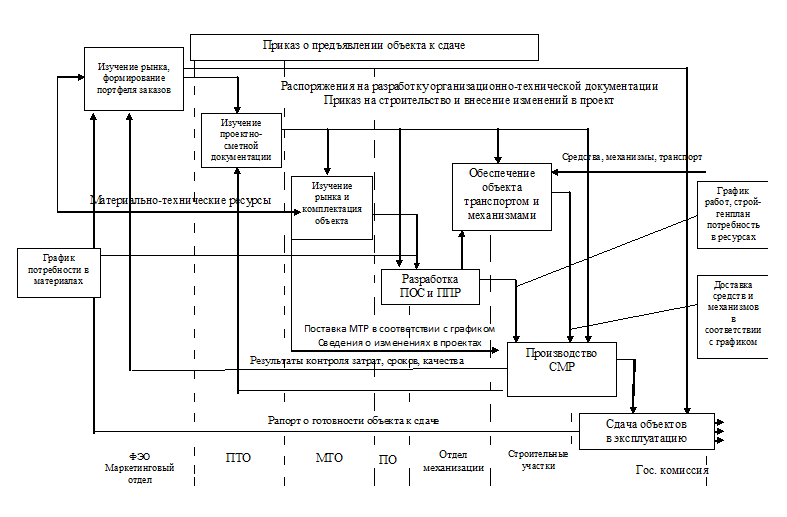 Приказ о предъявлении объекта к сдаче
Изучение рынка,
формирование
портфеля заказов
Распоряжения на разработку организационно-технической документации
Приказ на строительство и внесение изменений в проект
Изучение
проектно-
сметной
документации
Средства, механизмы, транспорт
Обеспечение
объекта
транспортом и
механизмами
Изучение
рынка и
комплектация
объекта
Материально-технические ресурсы
График
работ, строй-
генплан
потребность
в ресурсах
График
потребности в
материалах
Разработка
ПОС и ППР
Доставка
средств и
механизмов
в
соответствии
с графиком
Поставка МТР в соответствии с графиком
Сведения о изменениях в проектах
Производство
СМР
Результаты контроля затрат, сроков, качества
Рапорт о готовности объекта к сдаче
Сдача объектов
в эксплуатацию
ФЭО
Маркетинговый
отдел
ПТО
МТО
ПО
Отдел
механизации
Строительные
участки
Гос. комиссия